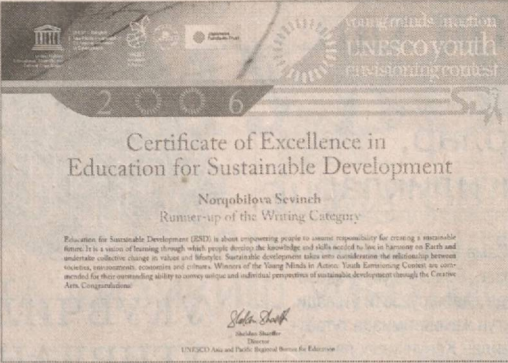 young minds in action
UNESCO youth
envisioning contest
2006
Certificate of Excellence in
Education for Sustainable Development
Norqobilova Sevinch
Runner-up of the Writing Category
Education for Sustainable Development (ESD) is about empowering people to assume responsibility for creating a sustainable
future. It is a vision of learning through which people develop the knowledge and skills needed to live in harmony on Earth and
undertake collective change in values and lifestyles. Sustainable development takes into consideration the relationship between
societies, environments, economies and cultures. Winners of the Young Minds in Action: Youth Envisioning Contest are com-
mended for their outstanding ability to convey unique and individual perspectives of sustainable development through the Creative
Arts. Congratulations!
Sheldon Shaeffer
Director
UNESCO Asia and Pacific Regional Bureau for Education